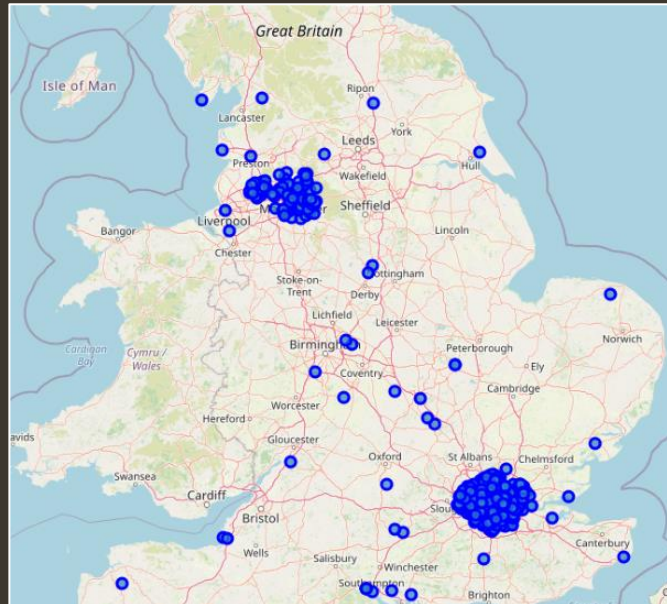 Great Britain
Isle of Man
Ripon
Lancaster
York
Leeds
Preston
Hull
Wakefield
Liverpool
Sheffield
Bangor
Chester
Lincoln
Stoke-on-
Trent
Derby
Lichfield
Leicester
Norwich
Peterborough
Cardigan
Bay
Cymru /
Wales
Coventry
Ely
Cambridge
Worcester
Hereford
Gloucester
Oxford
St Albans
Chelmsford
Swansea
Cardiff
Bristol
Wells
Canterbury
Salisbury
Winchester
Brighton